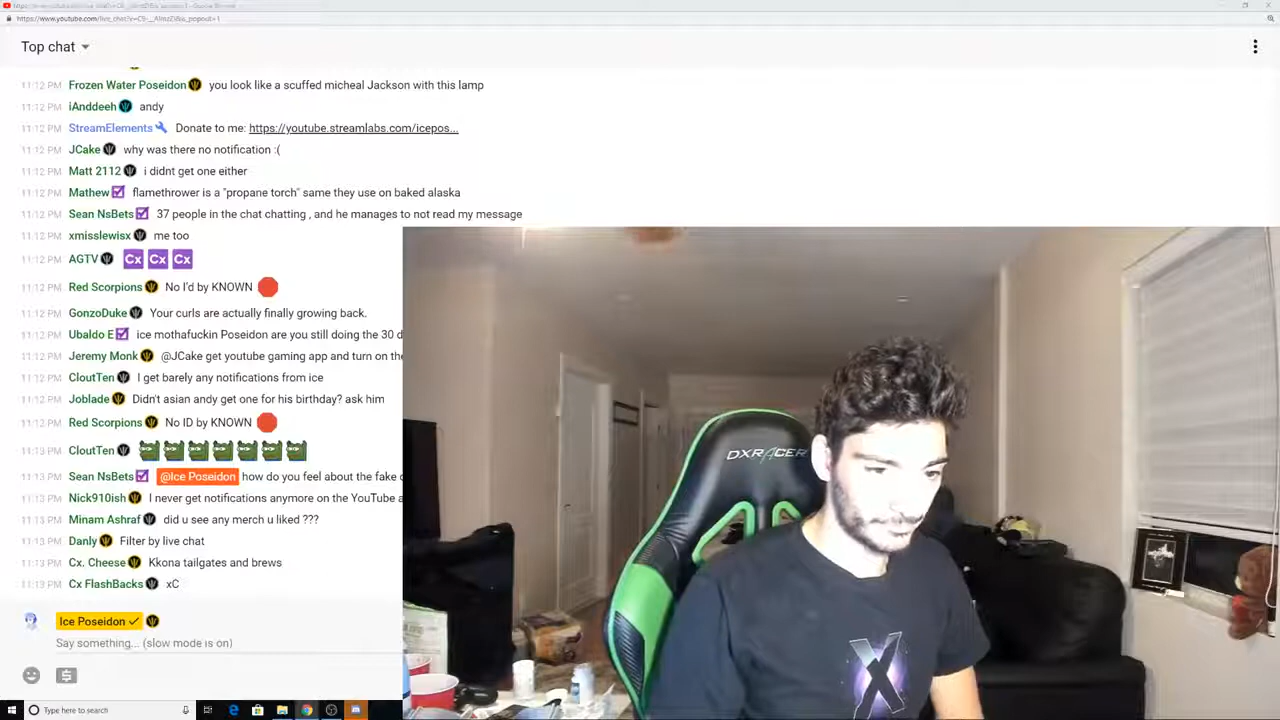 https://www.youtube.com/live_chat?v=C9-
Top chat
11:12 PM Frozen Water Poseidon you look like a scuffed micheal Jackson with this lamp
11:12 PM iAnddeeh andy
11:12 PM StreamElements Donate to me: https://youtube.streamlabs.com/icepos...
11:12 PM JCake why was there no notification :(
11:12 PM Matt 2112 i didnt get one either
11:12 PM Mathew flamethrower is a "propane torch" same they use on baked alaska
11:12 PM Sean NsBets 37 people in the chat chatting , and he manages to not read my message
11:12 PM xmisslewisx me too
11:12 PM AGTV Cx Cx Cx
11:12 PM Red Scorpions No I'd by KNOWN
11:12 PM GonzoDuke Your curls are actually finally growing back.
11:12 PM Ubaldo E ice mothafuckin Poseidon are you still doing the 30 d
11:12 PM Jeremy Monk @JCake get youtube gaming app and turn on the
11:12 PM CloutTen I get barely any notifications from ice
11:12 PM Joblade Didn't asian andy get one for his birthday? ask him
11:12 PM Red Scorpions No ID by KNOWN
11:13 PM CloutTen
11:13 PM Sean NsBets @Ice Poseidon how do you feel about the fake
11:13 PM Nick910ish I never get notifications anymore on the YouTube a
11:13 PM Minam Ashraf did u see any merch u liked ???
11:13 PM Danly Filter by live chat
11:13 PM Cx. Cheese Kkona tailgates and brews
11:13 PM Cx FlashBacks xC
Ice Poseidon
Say something... (slow mode is on)
Type here to search
DXRACER
X